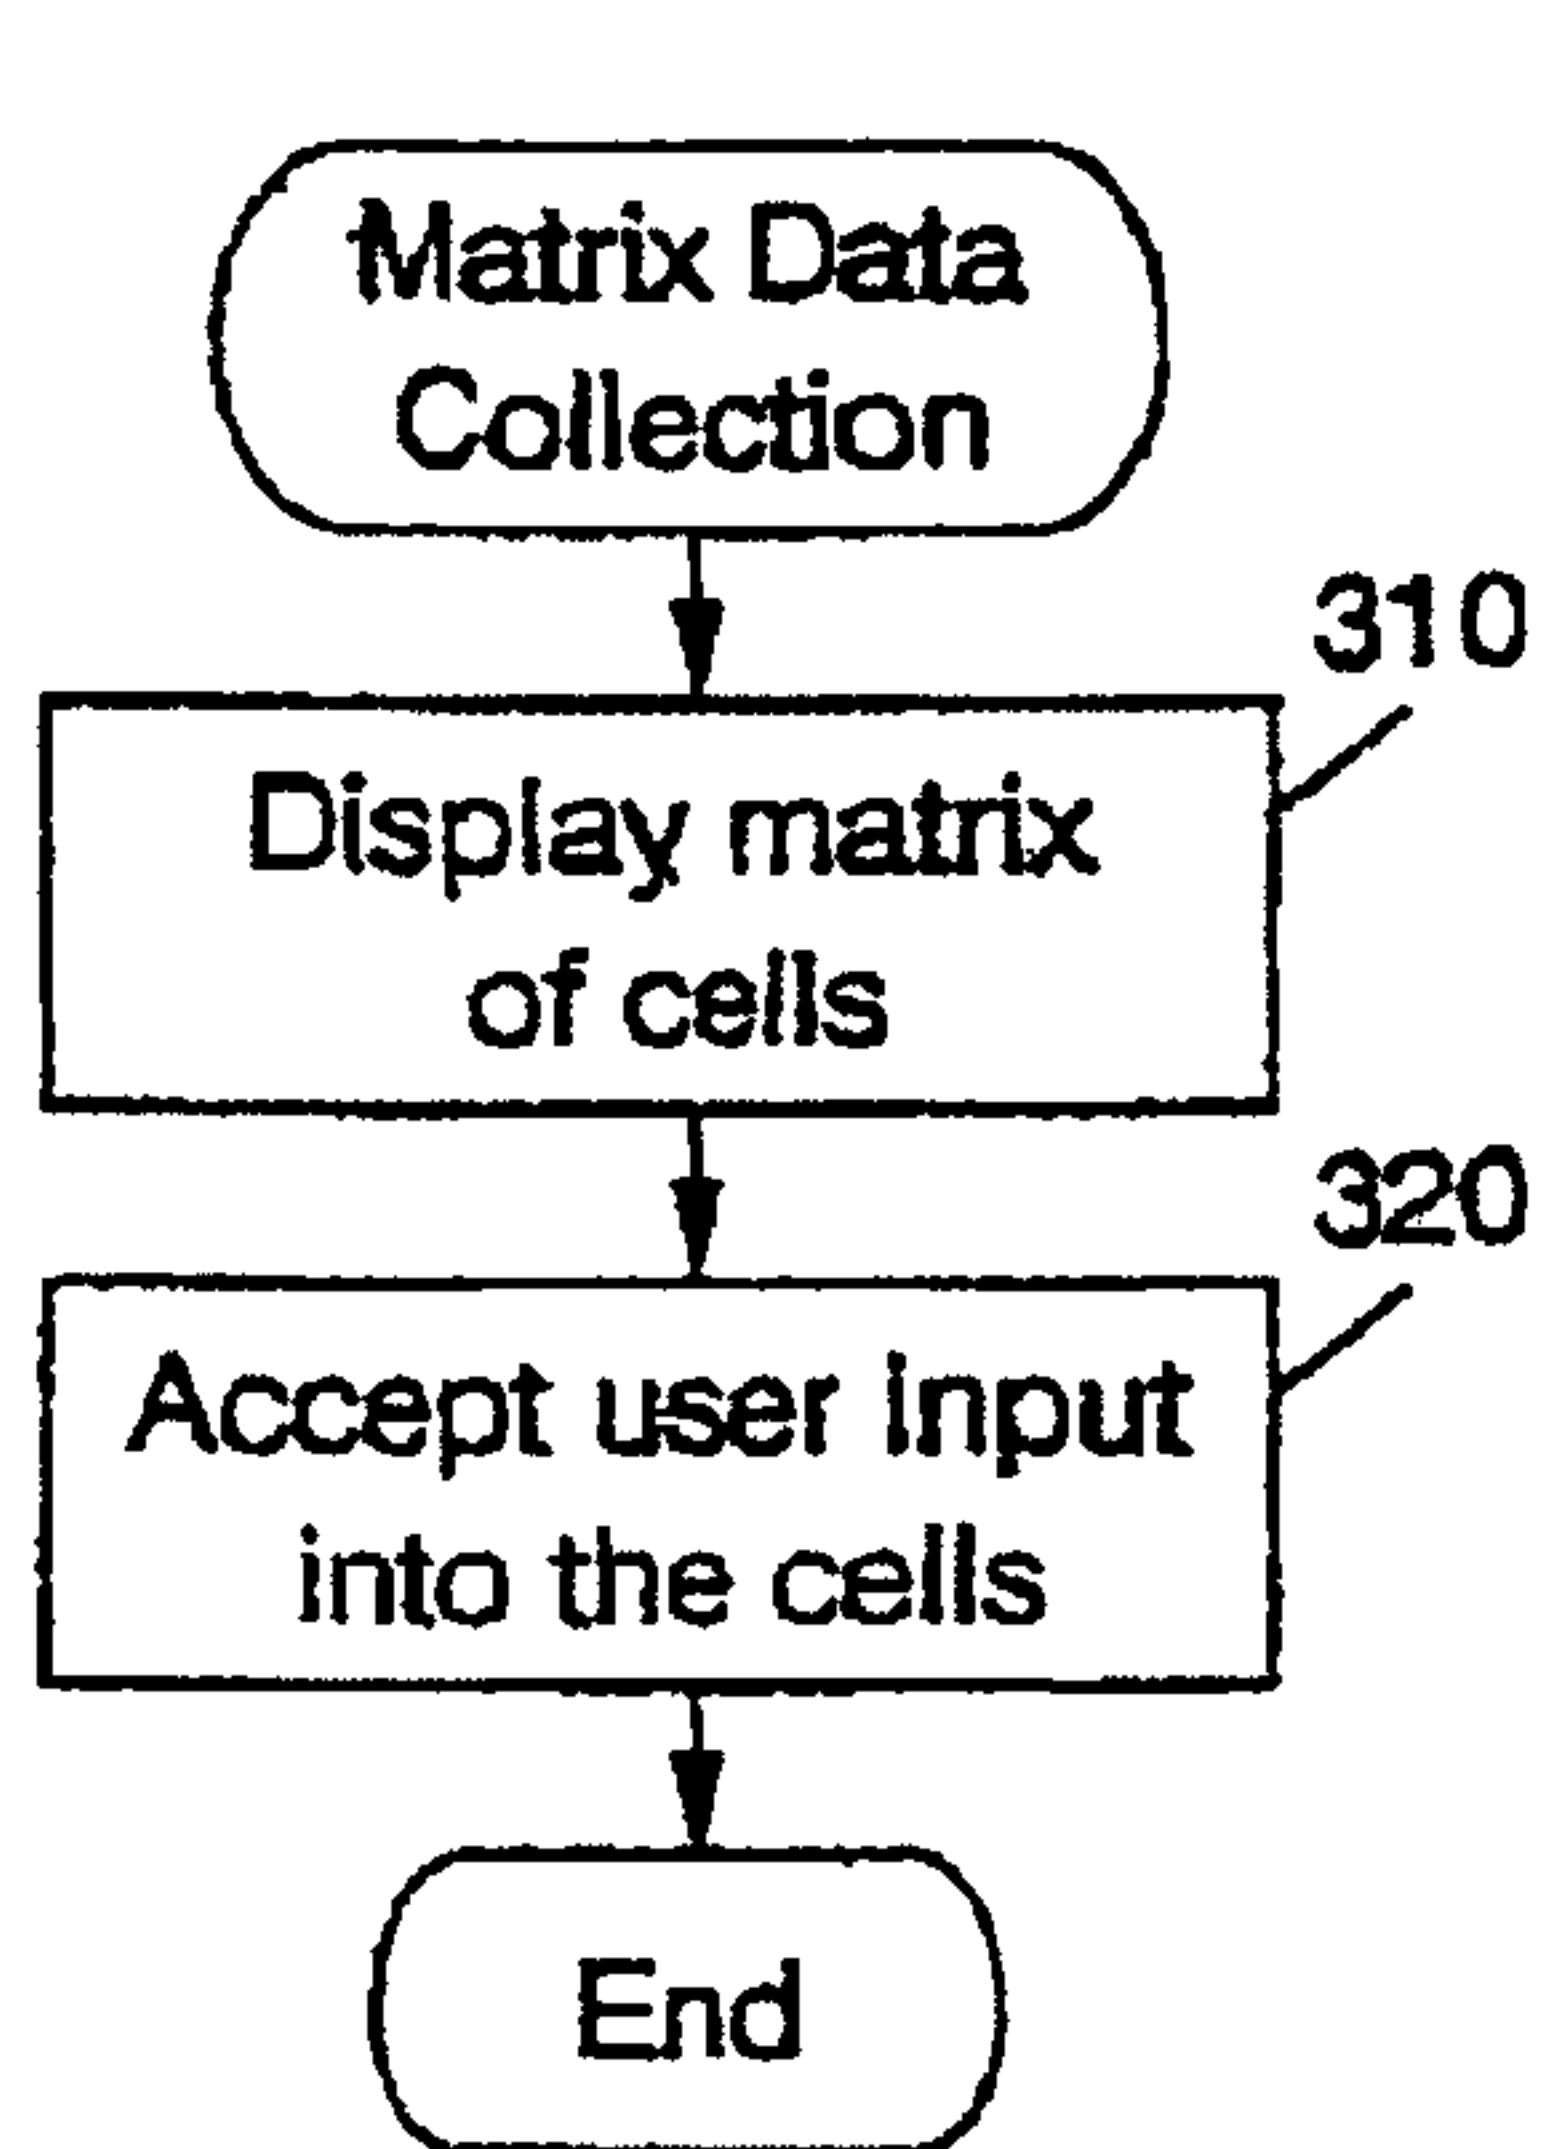 Matrix Data
Collection
310
Display matrix
of cells
320
Accept user input
into the cells
End